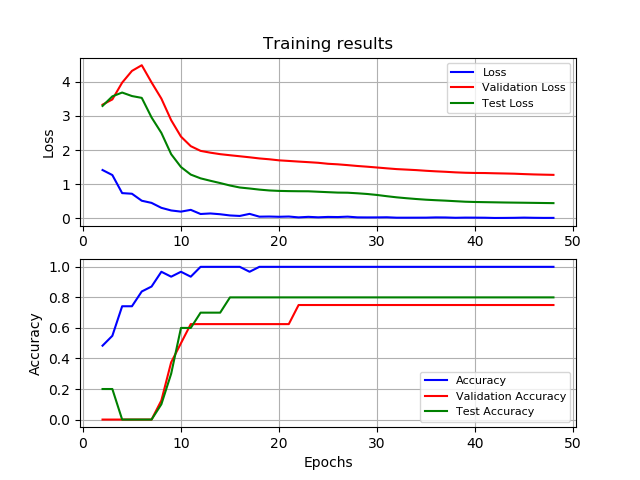 Training results
Loss
4
3
2
1
0
Loss
Validation Loss
Test Loss
0 10 20 30 40 50
Accuracy
1.0
0.8
0.6
0.4
0.2
0.0
Accuracy
Validation Accuracy
Test Accuracy
0 10 20 30 40 50
Epochs